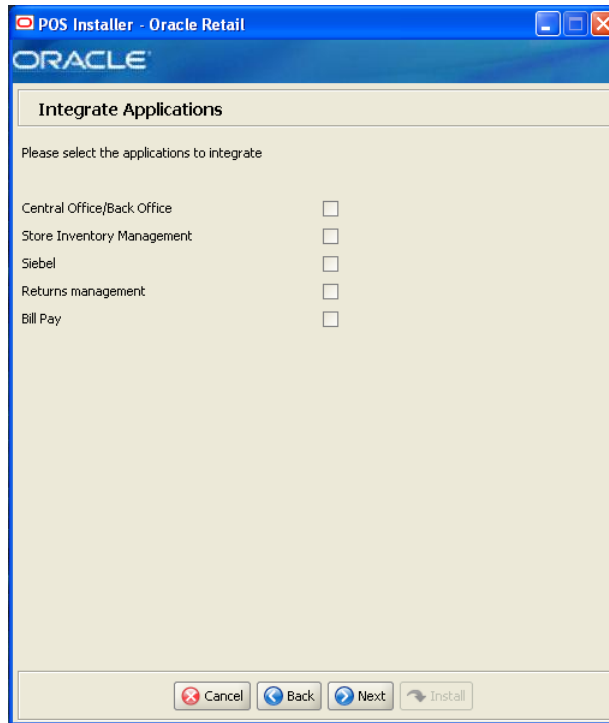 POS Installer - Oracle Retail
ORACLE
Integrate Applications
Please select the applications to integrate
Central Office/Back Office
Store Inventory Management
Siebel
Returns management
Bill Pay
Cancel Back Next Install